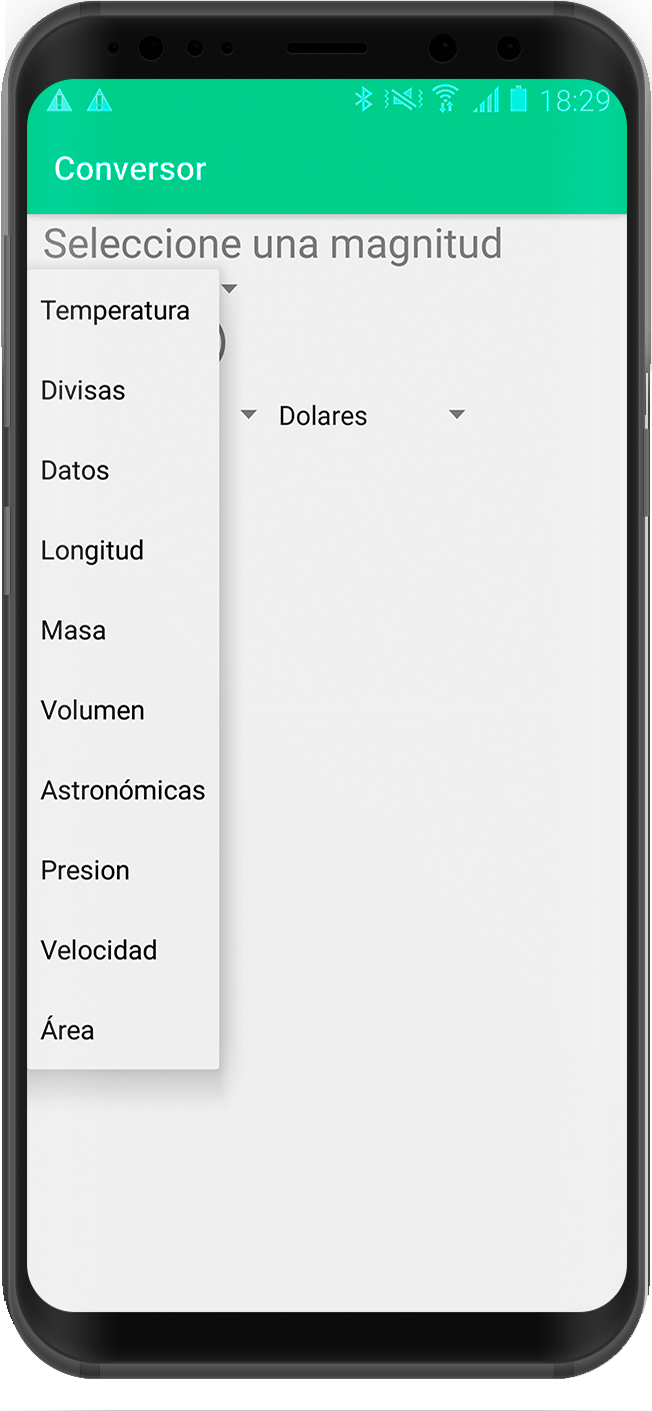 18:29
Conversor
Seleccione una magnitud
Temperatura
Divisas
Dolares
Datos
Longitud
Masa
Volumen
Astronómicas
Presion
Velocidad
Área